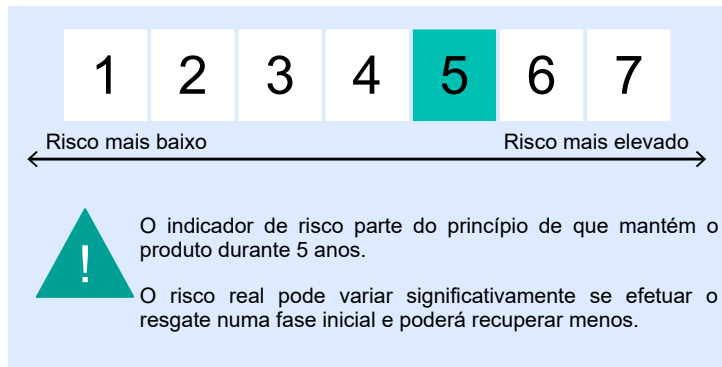 1 2 3 4 5 6 7
Risco mais baixo Risco mais elevado
!
O indicador de risco parte do princípio de que mantém o
produto durante 5 anos.
O risco real pode variar significativamente se efetuar o
resgate numa fase inicial e poderá recuperar menos.